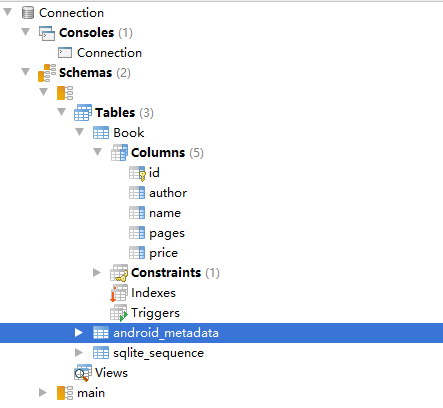 Connection
Consoles (1)
Connection
Schemas (2)
Tables (3)
Book
Columns (5)
id
author
name
pages
price
Constraints (1)
Indexes
Triggers
android_metadata
sqlite_sequence
Views
main